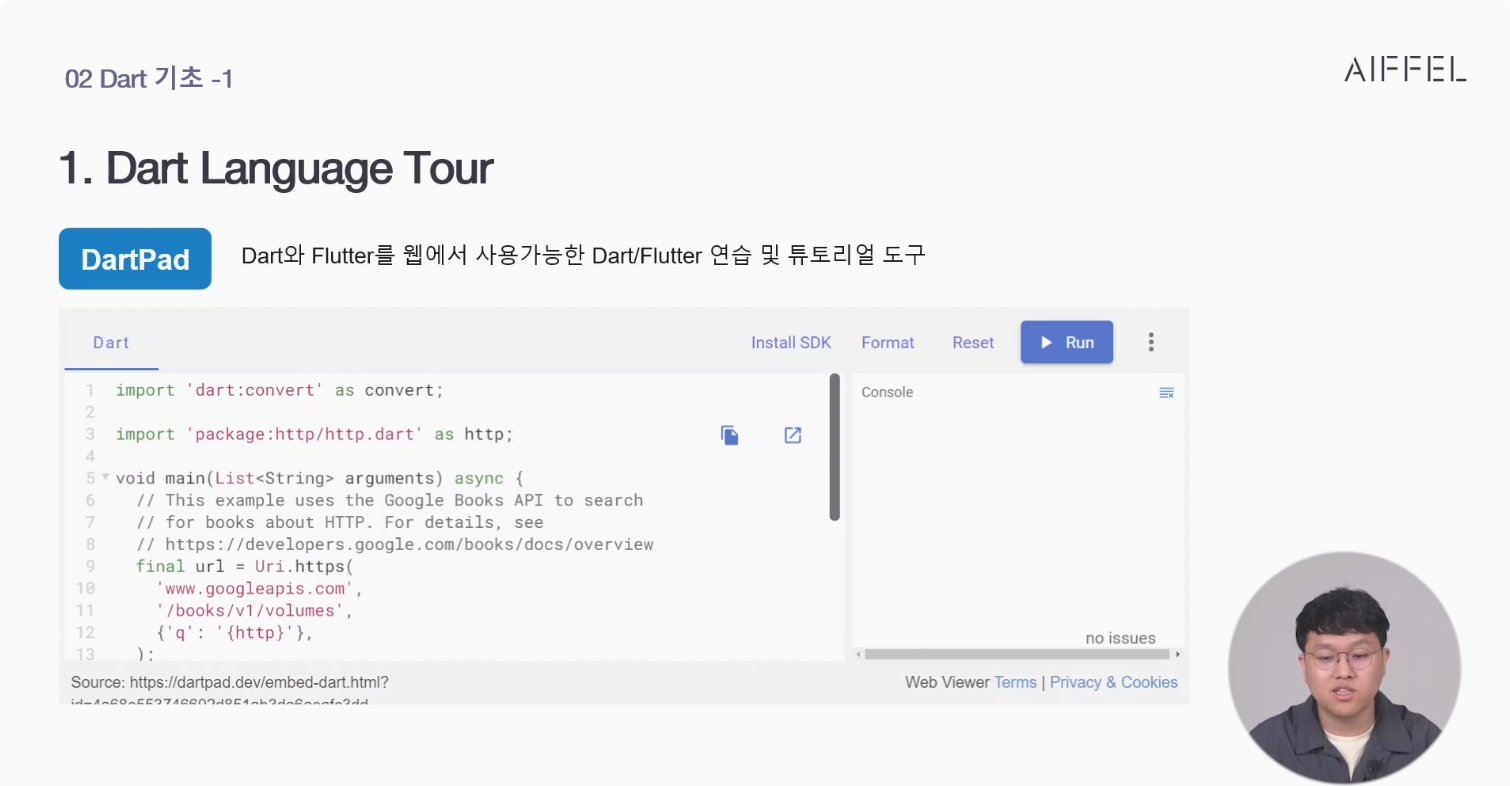 02 Dart 기초 -1
AIFFEL
1. Dart Language Tour
DartPad
Dart와 Flutter를 웹에서 사용가능한 Dart/Flutter 연습 및 튜토리얼 도구
Dart
Install SDK
Format
Reset
Run
1 import 'dart:convert' as convert;
2
3 import 'package:http/http.dart' as http;
4
5 void main(List<String> arguments) async {
6 // This example uses the Google Books API to search
7 // for books about HTTP. For details, see
8 // https://developers.google.com/books/docs/overview
9 final url = Uri.https(
10 'www.googleapis.com',
11 '/books/v1/volumes',
12 {'q': '{http}'},
13 );
Console
no issues
Source: https://dartpad.dev/embed-dart.html?
Web Viewer Terms | Privacy & Cookies